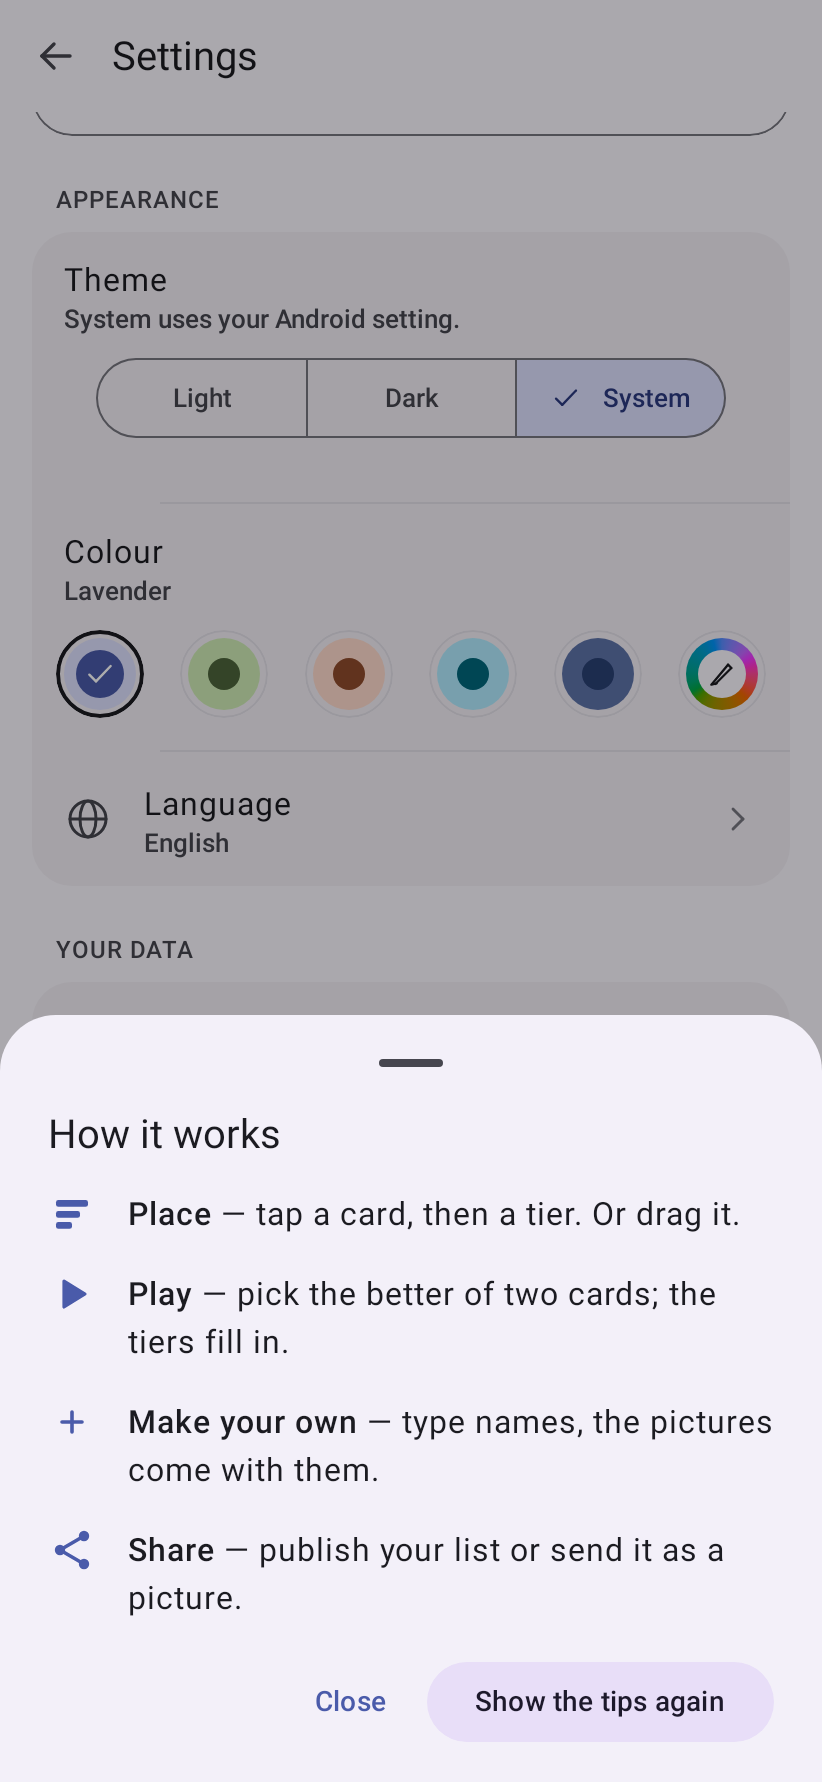 Settings
APPEARANCE
Theme
System uses your Android setting.
Light
Dark
System
Colour
Lavender
Language
English
YOUR DATA
How it works
Place — tap a card, then a tier. Or drag it.
Play — pick the better of two cards; the
tiers fill in.
Make your own — type names, the pictures
come with them.
Share — publish your list or send it as a
picture.
Close
Show the tips again